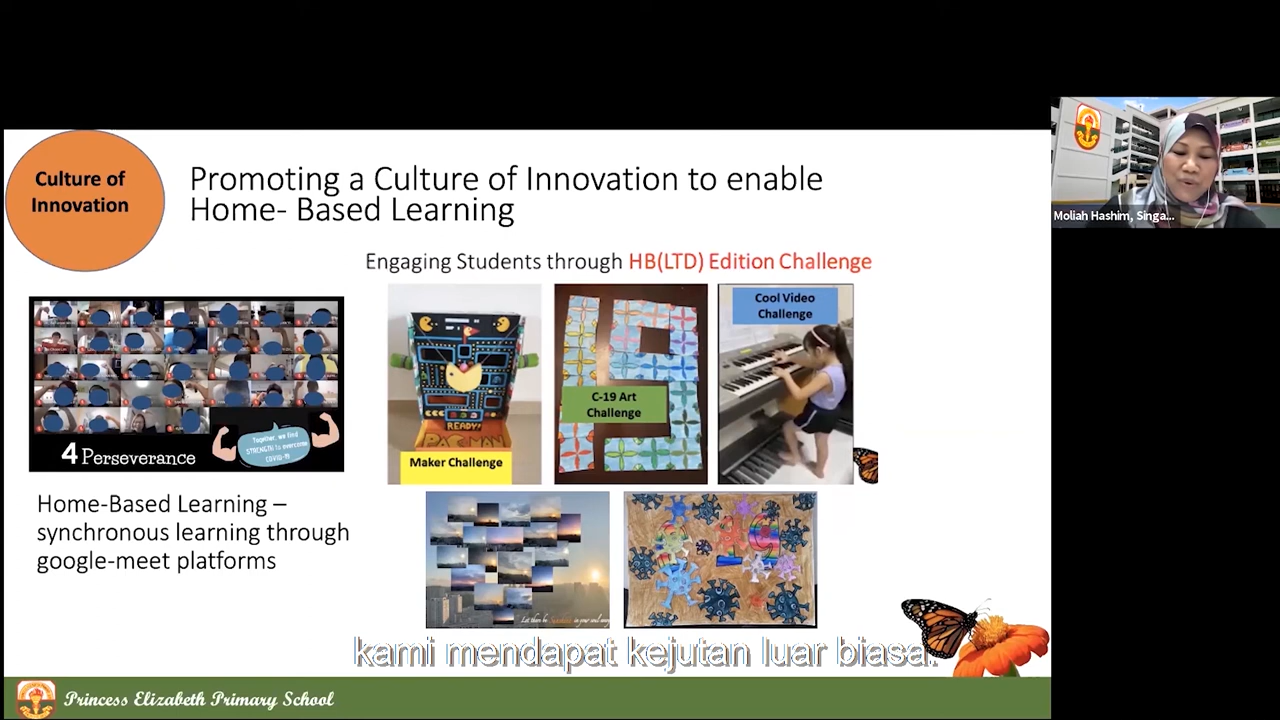 Culture of
Innovation
Promoting a Culture of Innovation to enable
Home- Based Learning
Engaging Students through HB(LTD) Edition Challenge
Together, we find
STRENGTH to overcome
COVID-19
4 Perseverance
READY!
PACMAN
Maker Challenge
C-19 Art
Challenge
Cool Video
Challenge
Home-Based Learning –
synchronous learning through
google-meet platforms
19
kami mendapat kejutan luar biasa.
Princess Elizabeth Primary School
Moliah Hashim, Singa...